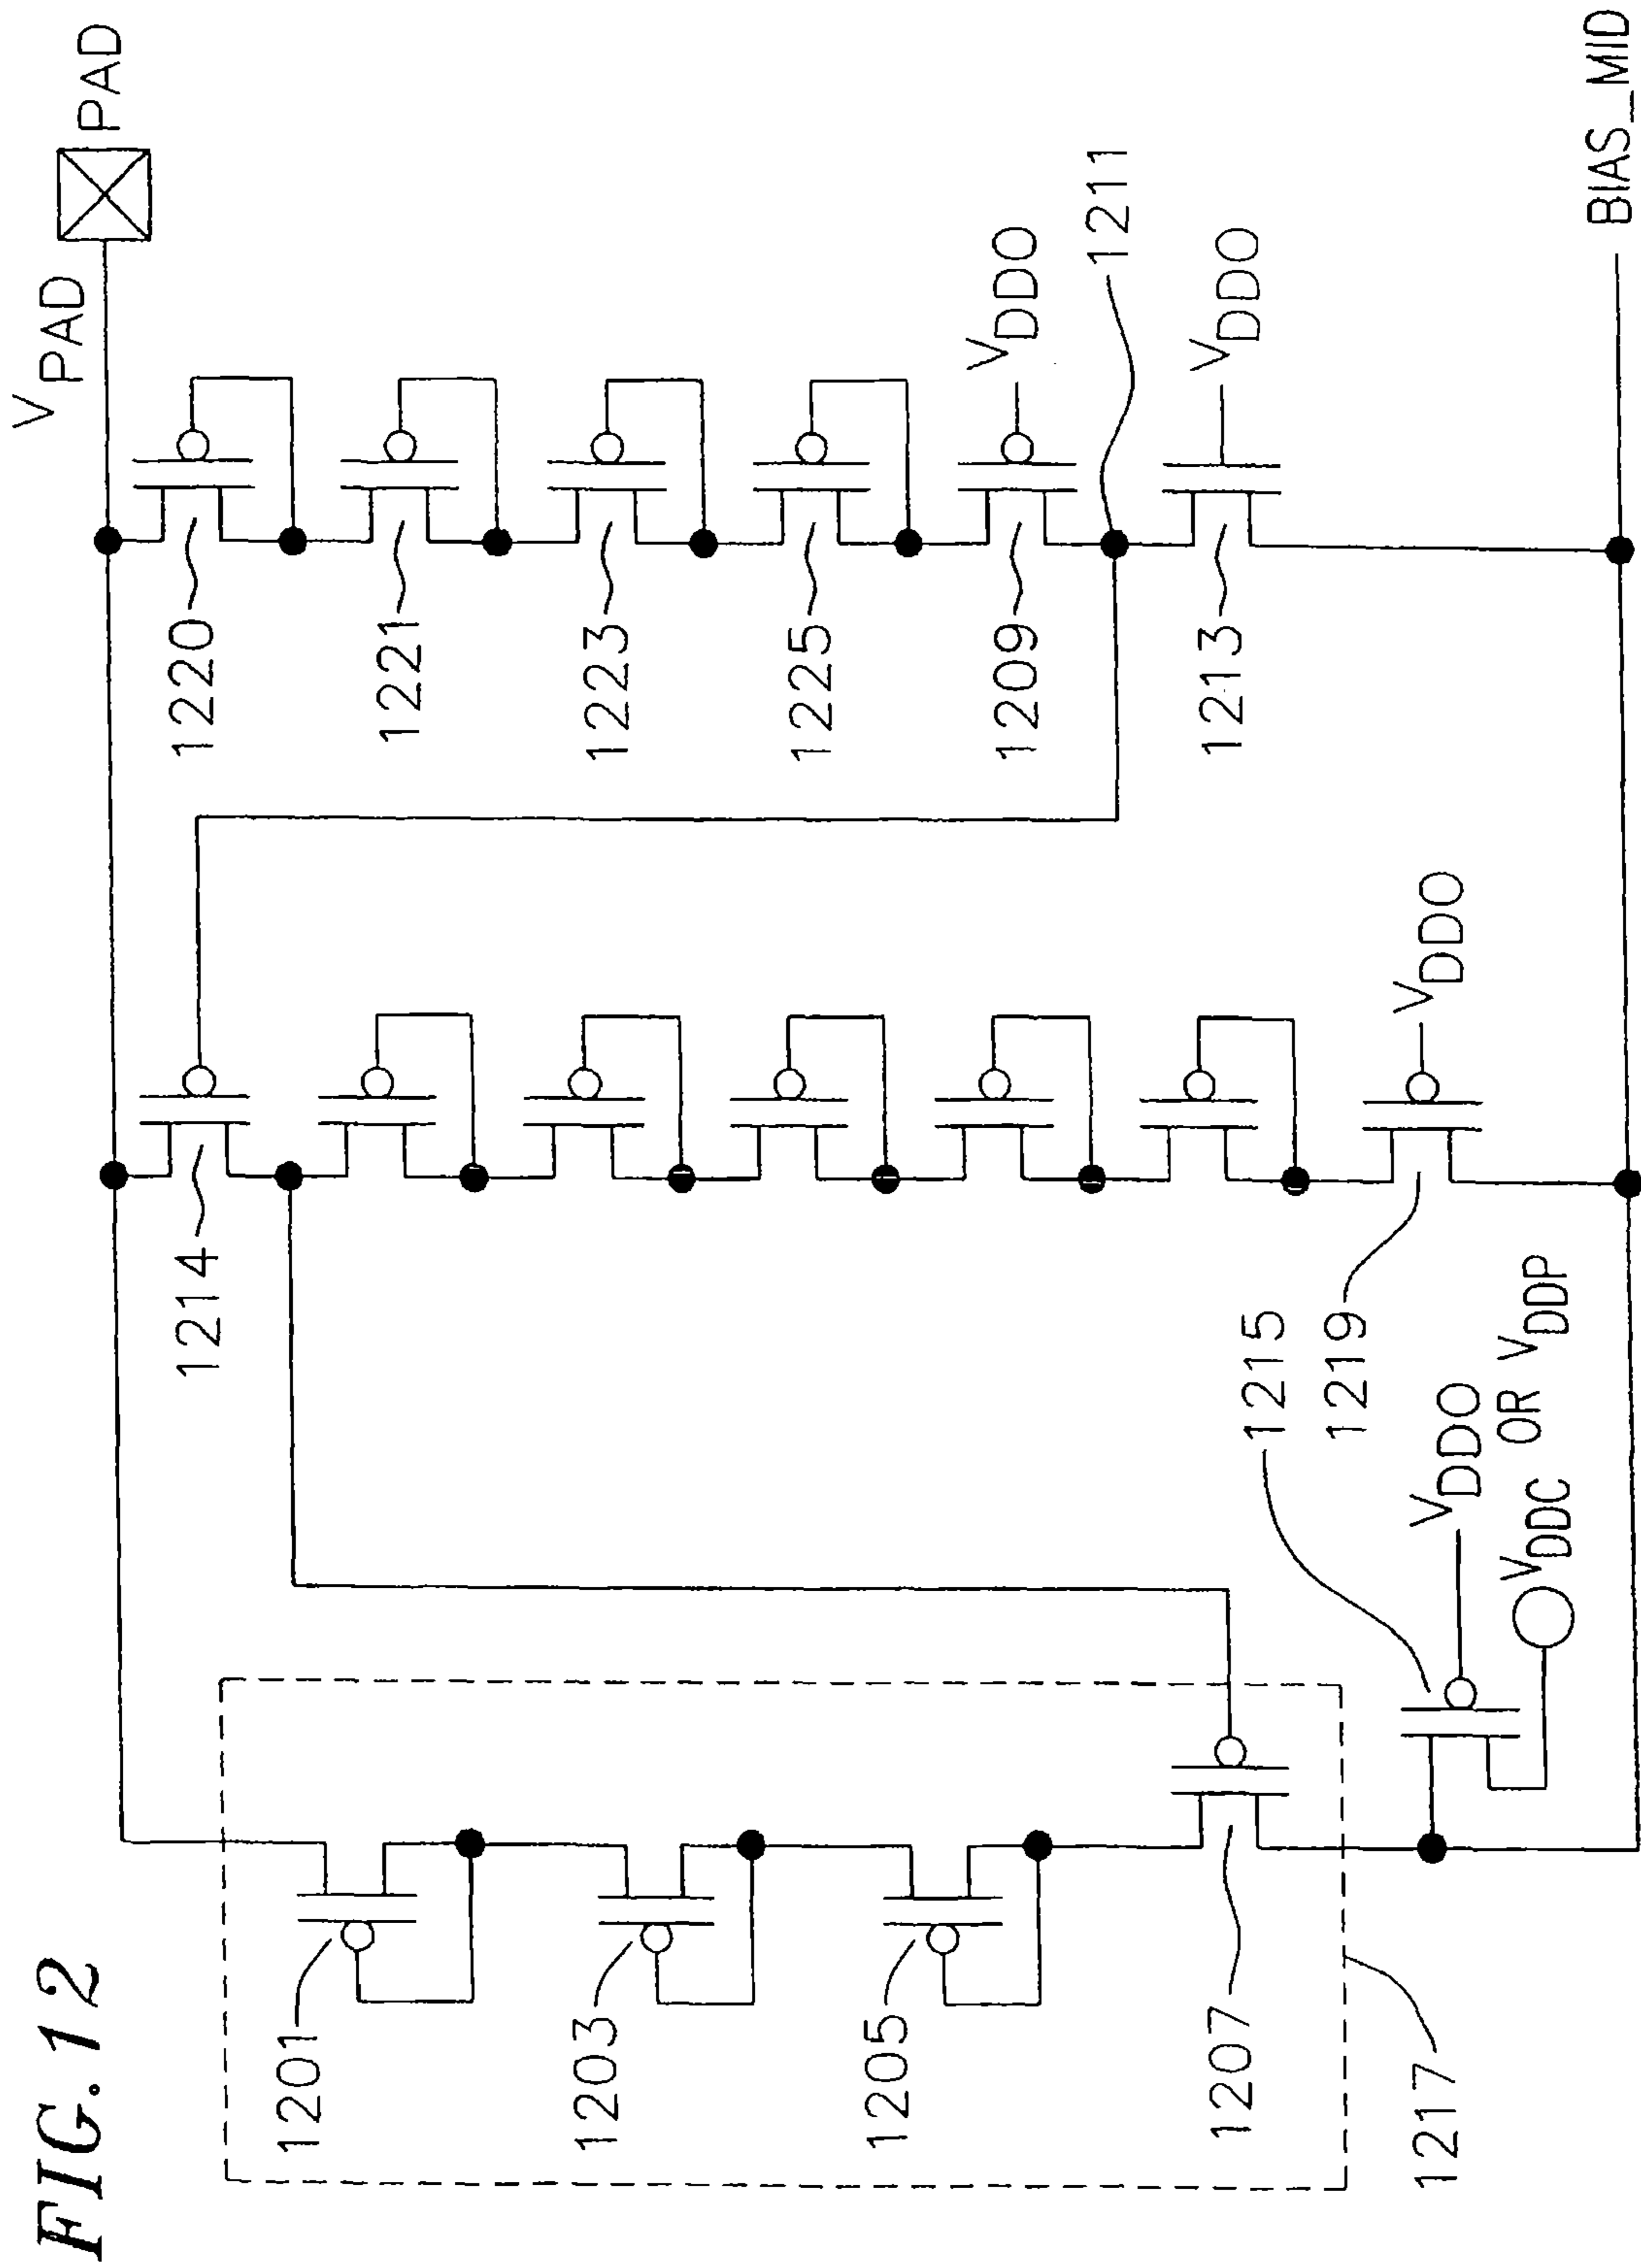 FIG. 12
VPAD
PAD
1220
1221
1223
1225
1209
VDDO
1211
1213
VDDO
1214
1219
VDDO
1215
VDDO
VDDC OR VDDP
1201
1203
1205
1207
1217
BIAS_MID